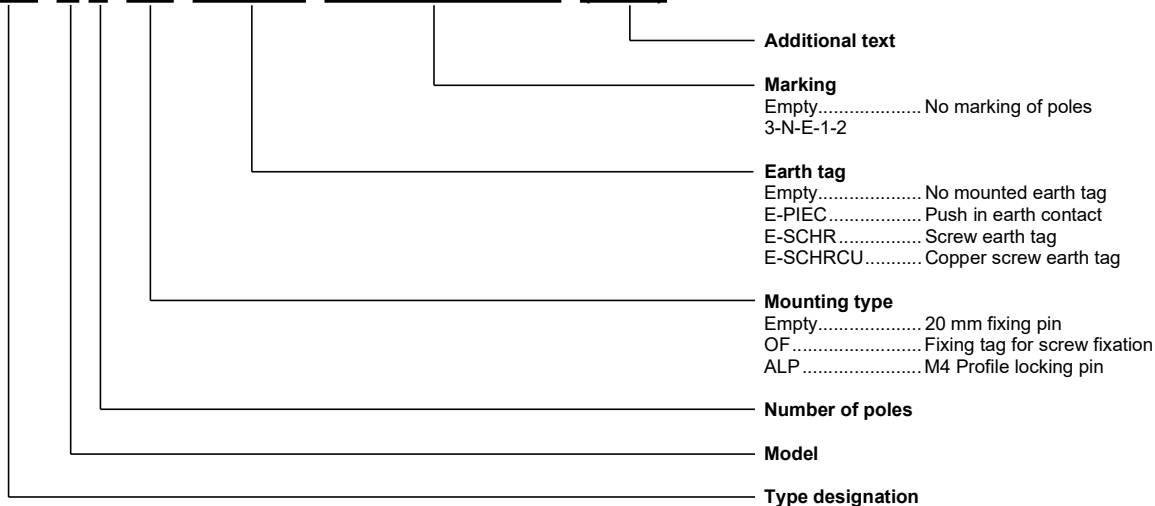 Additional text
Marking
Empty.................... No marking of poles
3-N-E-1-2
Earth tag
Empty.................... No mounted earth tag
E-PIEC.................. Push in earth contact
E-SCHR................ Screw earth tag
E-SCHRCU........... Copper screw earth tag
Mounting type
Empty.................... 20 mm fixing pin
OF......................... Fixing tag for screw fixation
ALP ....................... M4 Profile locking pin
Number of poles
Model
Type designation